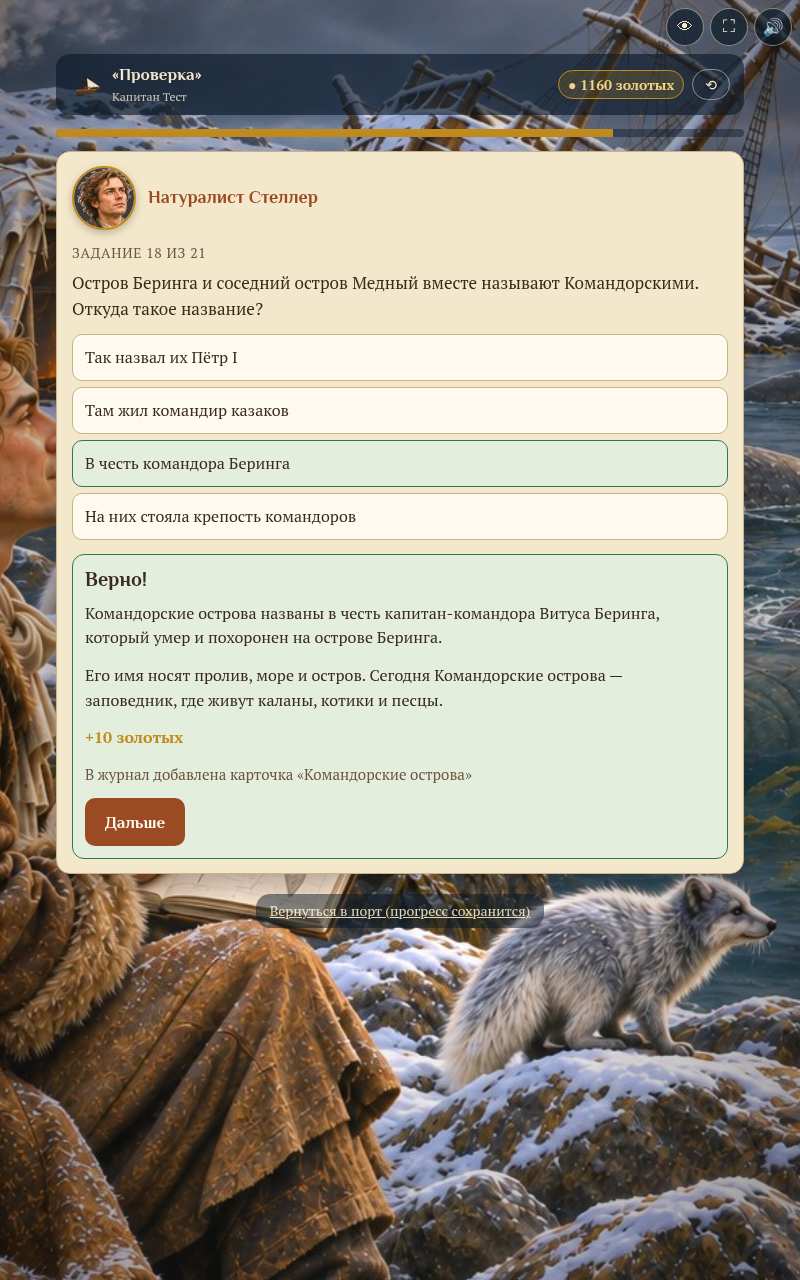 «Проверка»
Капитан Тест
● 1160 золотых
⟲
Натуралист Стеллер
ЗАДАНИЕ 18 ИЗ 21
Остров Беринга и соседний остров Медный вместе называют Командорскими.
Откуда такое название?
Так назвал их Пётр I
Там жил командир казаков
В честь командора Беринга
На них стояла крепость командоров
Верно!
Командорские острова названы в честь капитан-командора Витуса Беринга,
который умер и похоронен на острове Беринга.
Его имя носят пролив, море и остров. Сегодня Командорские острова —
заповедник, где живут каланы, котики и песцы.
+10 золотых
В журнал добавлена карточка «Командорские острова»
Дальше
Вернуться в порт (прогресс сохранится)